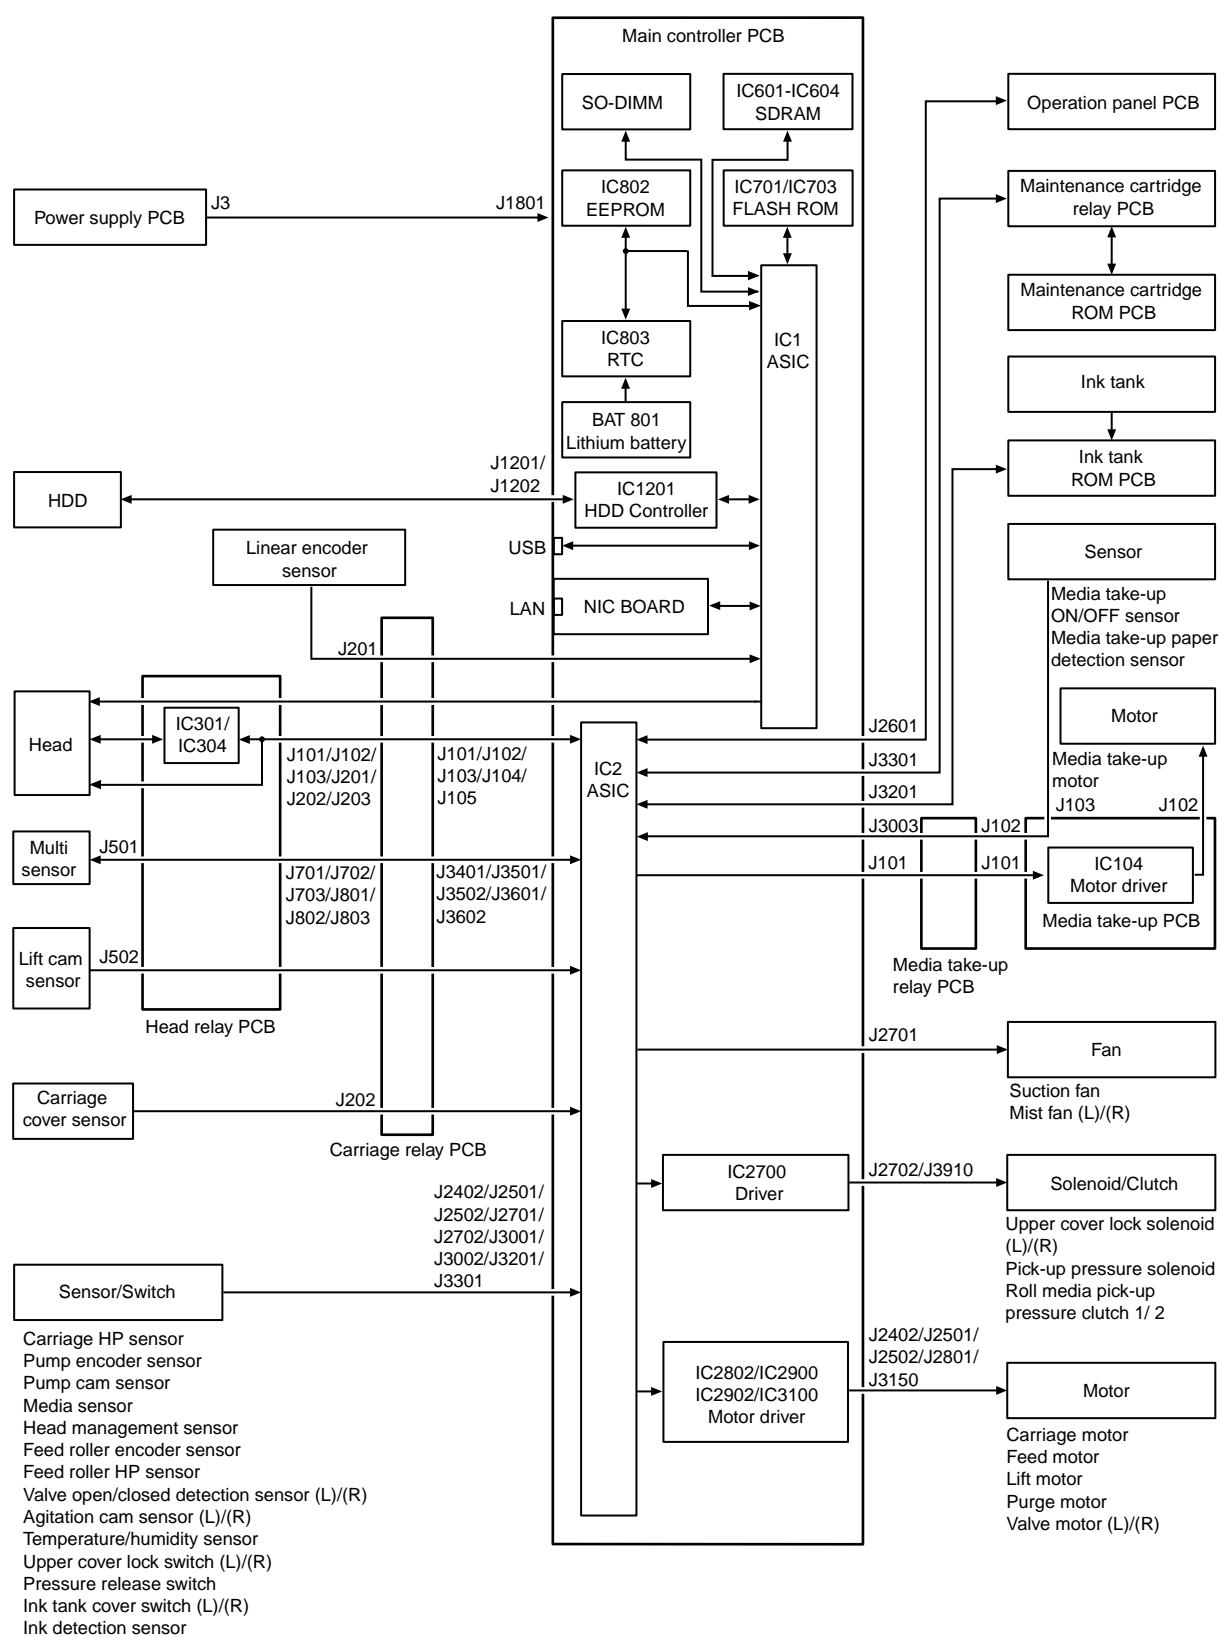 Main controller PCB
SO-DIMM
IC601-IC604
SDRAM
Operation panel PCB
IC802
EEPROM
IC701/IC703
FLASH ROM
Maintenance cartridge
relay PCB
Power supply PCB
J3
J1801
Maintenance cartridge
ROM PCB
IC803
RTC
IC1
ASIC
Ink tank
BAT 801
Lithium battery
Ink tank
ROM PCB
J1201/
J1202
HDD
IC1201
HDD Controller
Linear encoder
sensor
USB
Sensor
LAN
NIC BOARD
Media take-up
ON/OFF sensor
Media take-up paper
detection sensor
J201
Head
IC301/
IC304
J101/J102/
J103/J201/
J202/J203
J101/J102/
J103/J104/
J105
IC2
ASIC
J2601
J3301
J3201
Motor
Media take-up
motor
J103
J102
J3003
J102
Multi
sensor
J501
J701/J702/
J703/J801/
J802/J803
J3401/J3501/
J3502/J3601/
J3602
J101
J101
IC104
Motor driver
Media take-up PCB
Lift cam
sensor
J502
Media take-up
relay PCB
Head relay PCB
J2701
Fan
Suction fan
Mist fan (L)/(R)
Carriage
cover sensor
J202
Carriage relay PCB
IC2700
Driver
J2702/J3910
Solenoid/Clutch
Upper cover lock solenoid
(L)/(R)
Pick-up pressure solenoid
Roll media pick-up
pressure clutch 1/ 2
J2402/J2501/
J2502/J2701/
J2702/J3001/
J3002/J3201/
J3301
Sensor/Switch
Carriage HP sensor
Pump encoder sensor
Pump cam sensor
Media sensor
Head management sensor
Feed roller encoder sensor
Feed roller HP sensor
Valve open/closed detection sensor (L)/(R)
Agitation cam sensor (L)/(R)
Temperature/humidity sensor
Upper cover lock switch (L)/(R)
Pressure release switch
Ink tank cover switch (L)/(R)
Ink detection sensor
IC2802/IC2900
IC2902/IC3100
Motor driver
J2402/J2501/
J2502/J2801/
J3150
Motor
Carriage motor
Feed motor
Lift motor
Purge motor
Valve motor (L)/(R)